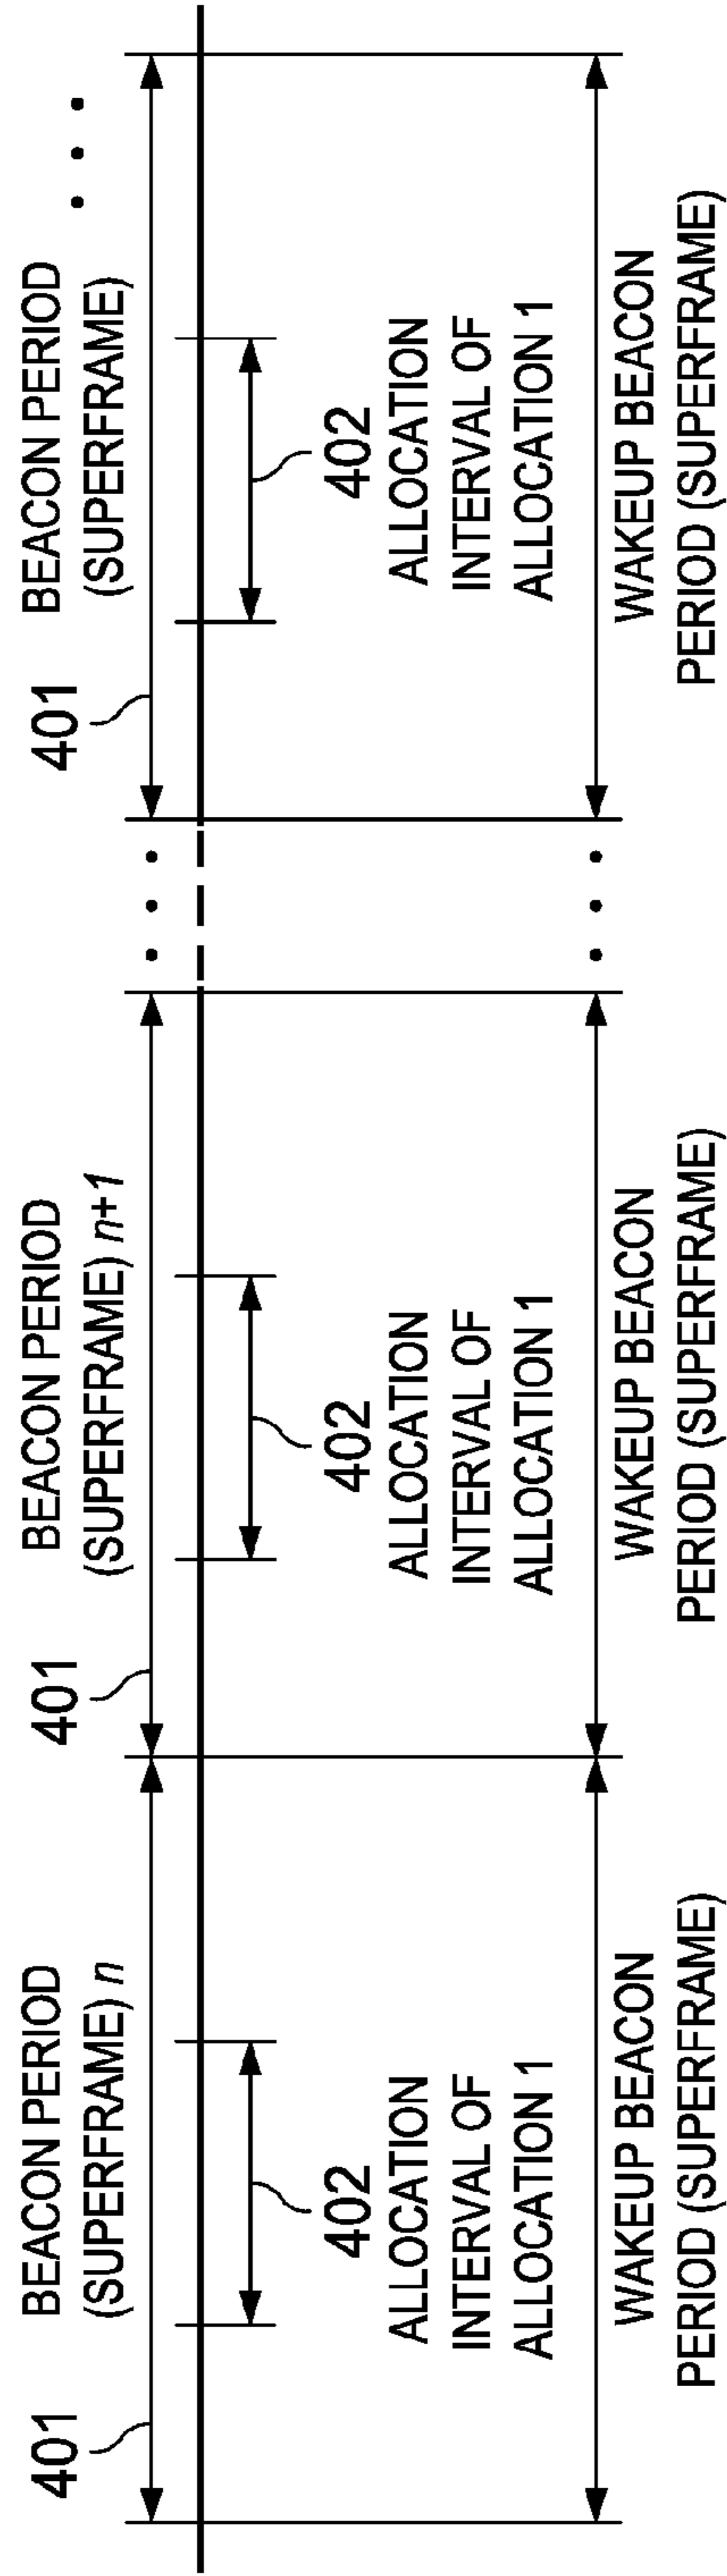 401
BEACON PERIOD
(SUPERFRAME) n
402
ALLOCATION
INTERVAL OF
ALLOCATION 1
WAKEUP BEACON
PERIOD (SUPERFRAME)
401
BEACON PERIOD
(SUPERFRAME) n+1
402
ALLOCATION
INTERVAL OF
ALLOCATION 1
WAKEUP BEACON
PERIOD (SUPERFRAME)
401
BEACON PERIOD
(SUPERFRAME)
402
ALLOCATION
INTERVAL OF
ALLOCATION 1
WAKEUP BEACON
PERIOD (SUPERFRAME)